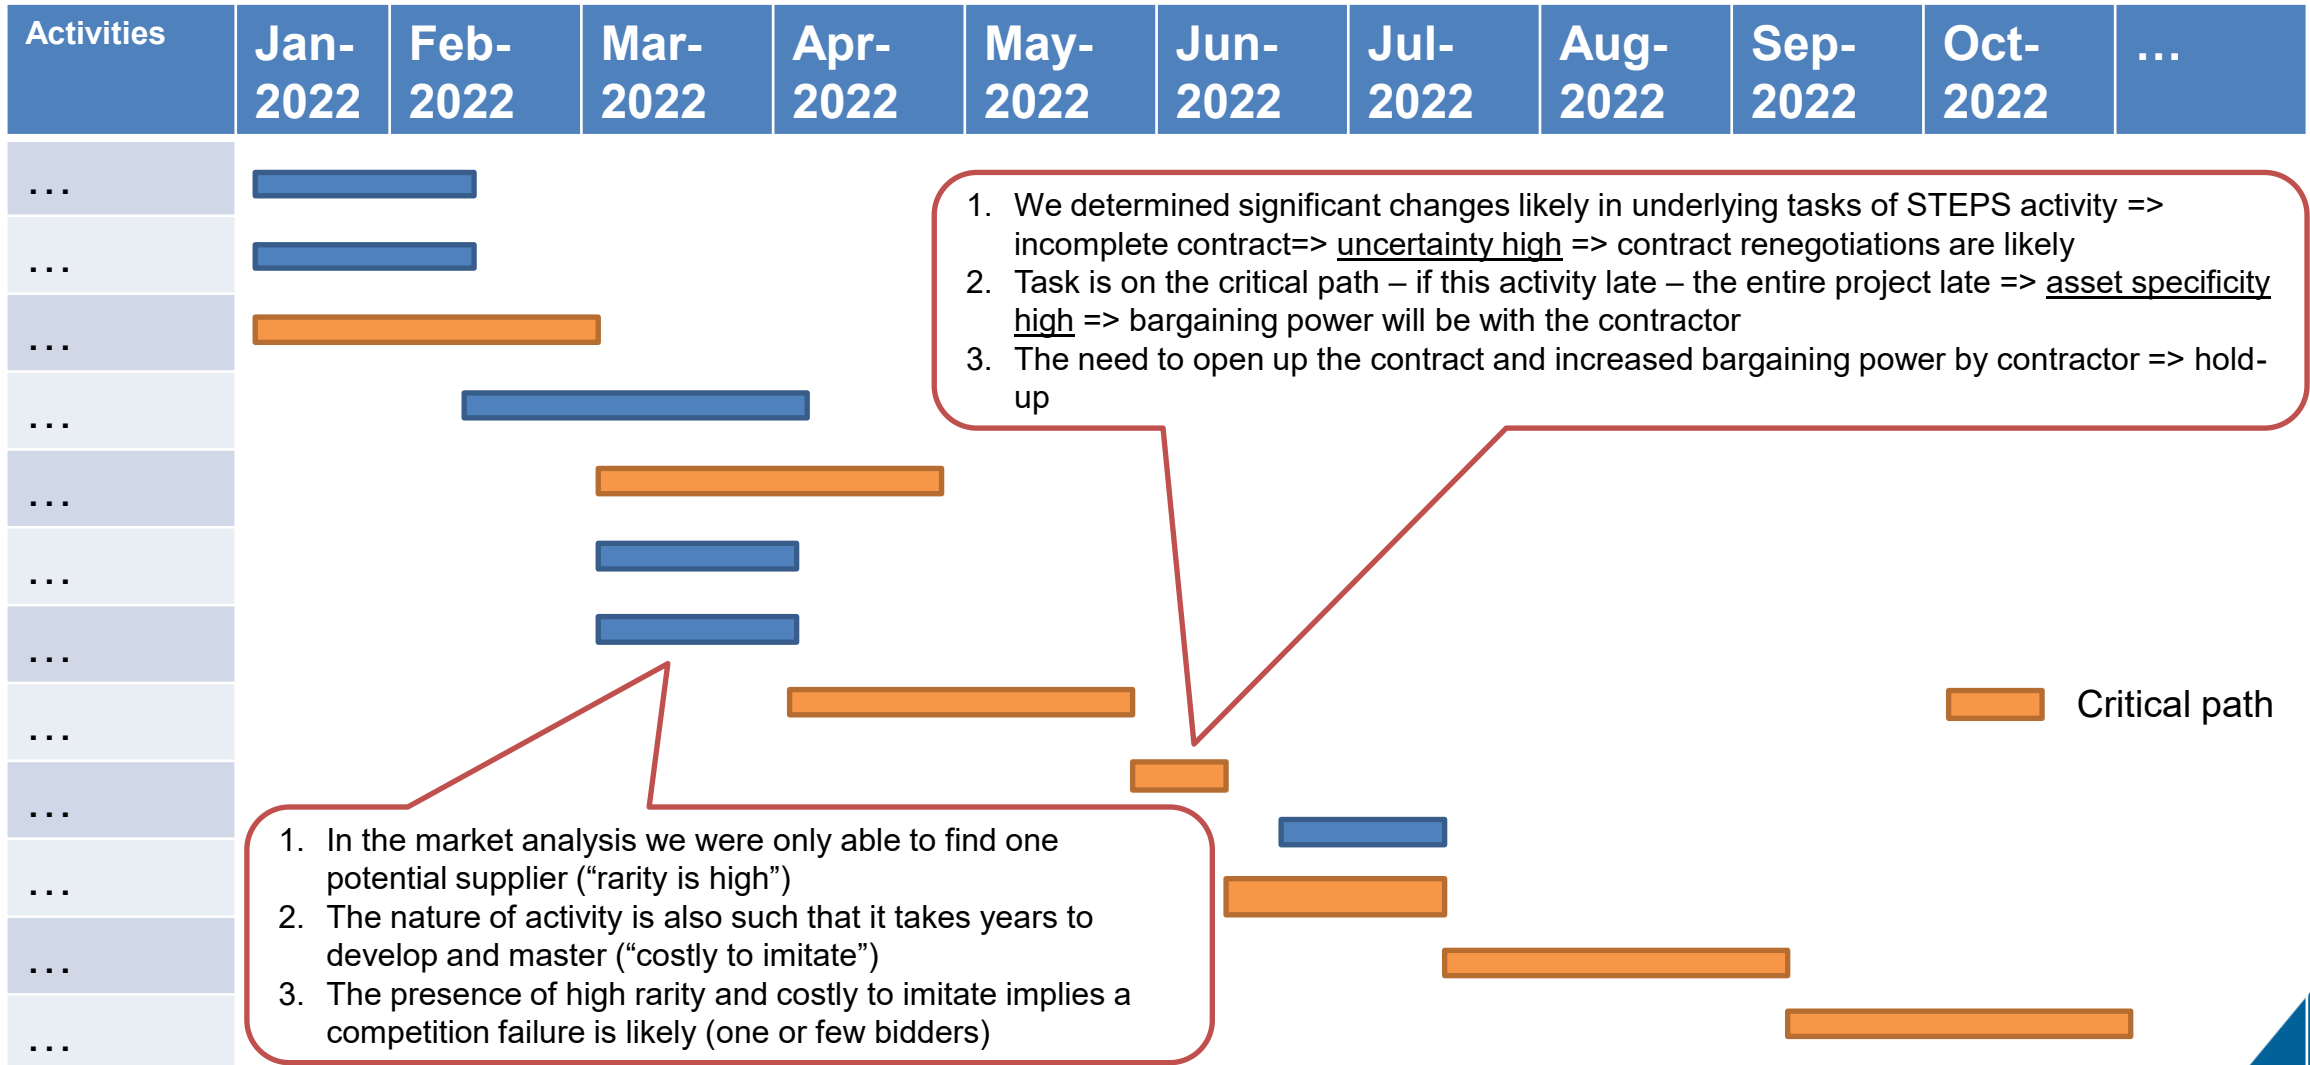 Activities
Jan-
2022
Feb-
2022
Mar-
2022
Apr-
2022
May-
2022
Jun-
2022
Jul-
2022
Aug-
2022
Sep-
2022
Oct-
2022
...
...
...
...
...
...
...
...
...
...
...
...
...
1. We determined significant changes likely in underlying tasks of STEPS activity =>
incomplete contract=> uncertainty high => contract renegotiations are likely
2. Task is on the critical path – if this activity late – the entire project late => asset specificity
high => bargaining power will be with the contractor
3. The need to open up the contract and increased bargaining power by contractor => hold-
up
Critical path
1. In the market analysis we were only able to find one
potential supplier (“rarity is high”)
2. The nature of activity is also such that it takes years to
develop and master (“costly to imitate”)
3. The presence of high rarity and costly to imitate implies a
competition failure is likely (one or few bidders)